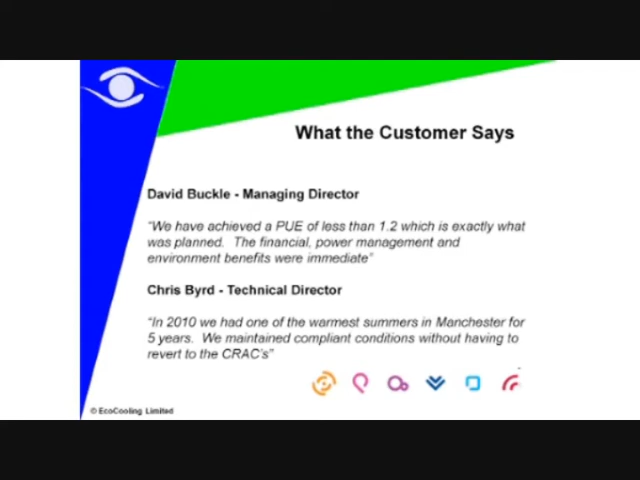 What the Customer Says
David Buckle - Managing Director
"We have achieved a PUE of less than 1.2 which is exactly what
was planned. The financial, power management and
environment benefits were immediate"
Chris Byrd - Technical Director
"In 2010 we had one of the warmest summers in Manchester for
5 years. We maintained compliant conditions without having to
revert to the CRAC's"
© EcoCooling Limited